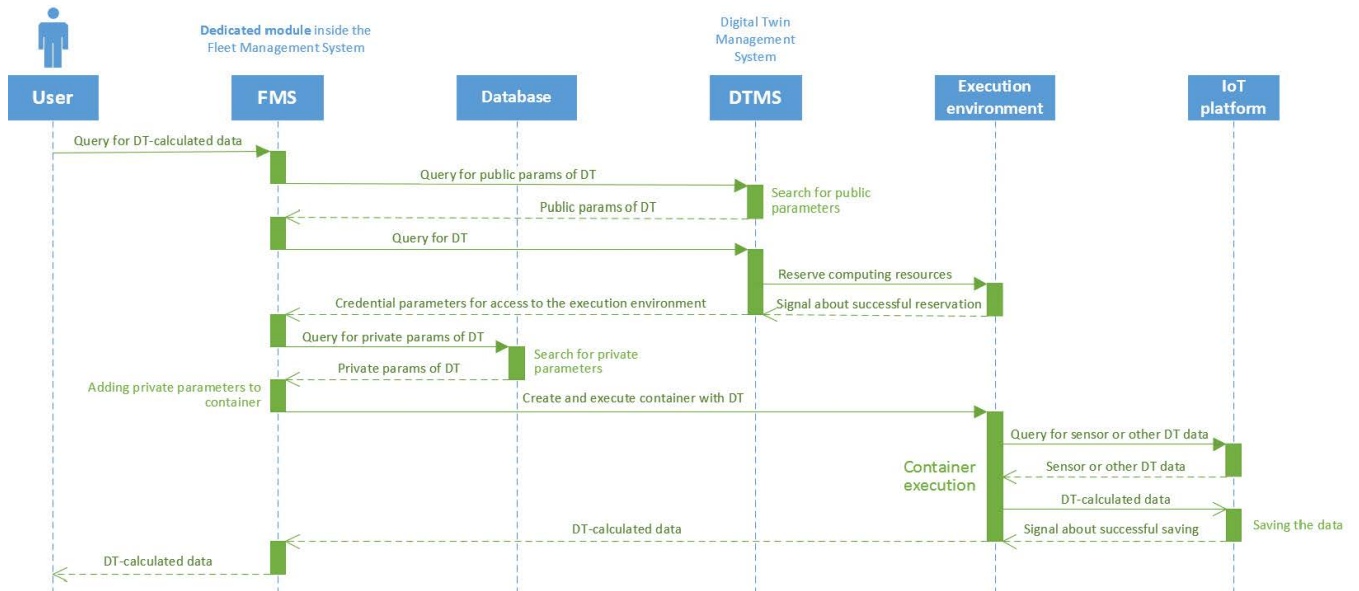 Dedicated module inside the
Fleet Management System
Digital Twin
Management
System
User
FMS
Database
DTMS
Execution
environment
IoT
platform
Query for DT-calculated data
Query for public params of DT
Search for public
parameters
Public params of DT
Query for DT
Reserve computing resources
Credential parameters for access to the execution environment
Signal about successful reservation
Query for private params of DT
Search for private
parameters
Private params of DT
Adding private parameters to
container
Create and execute container with DT
Query for sensor or other DT data
Container
execution
Sensor or other DT data
DT-calculated data
Saving the data
Signal about successful saving
DT-calculated data
DT-calculated data